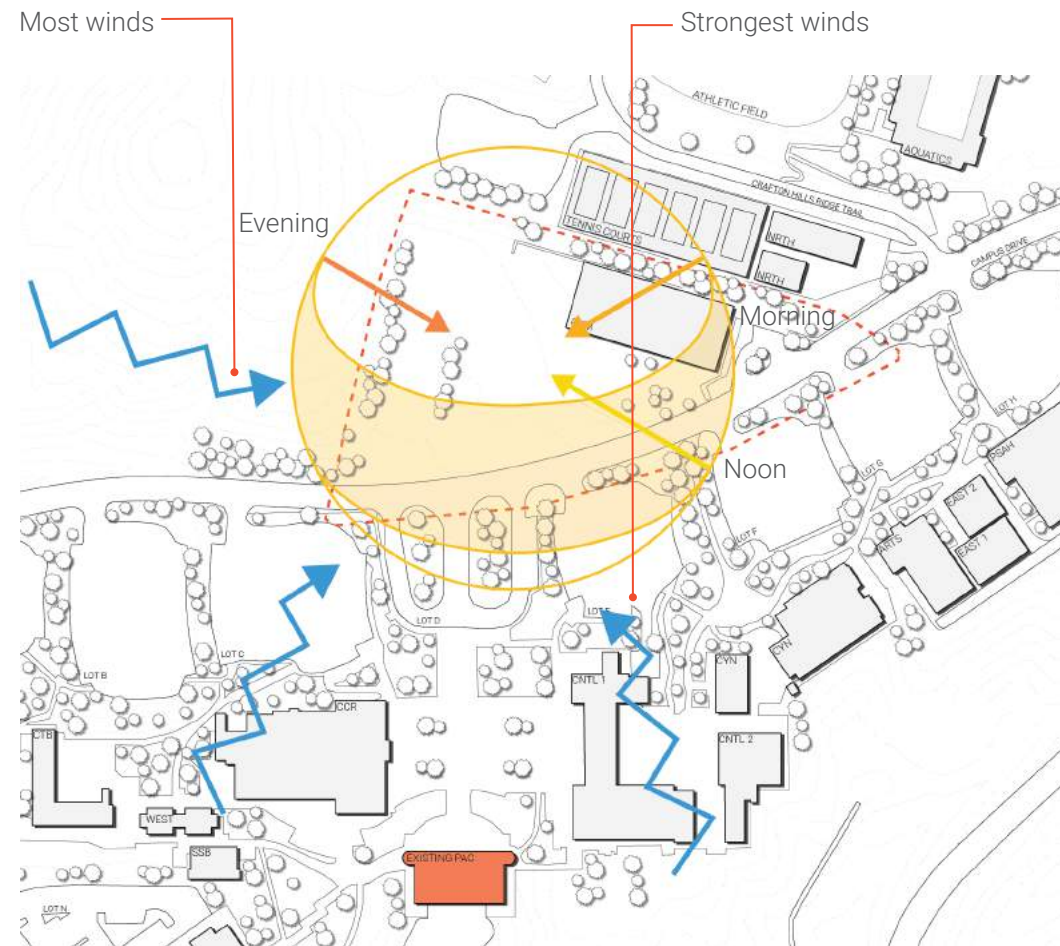 Most winds
Strongest winds
ATHLETIC FIELD
AQUATICS
CRAFTON HILLS RIDGE TRAIL
TENNIS COURTS
NRTH
NRTH
CAMPUS DRIVE
Evening
Morning
LOT H
Noon
LOT G
PSAH
EAST 2
ARTS
EAST 1
LOT F
LOT E
LOT D
CYN
LOT C
LOT B
CNTL 1
CYN
CCR
CTB
CNTL 2
WEST
SSB
EXISTING PAC
LOT N